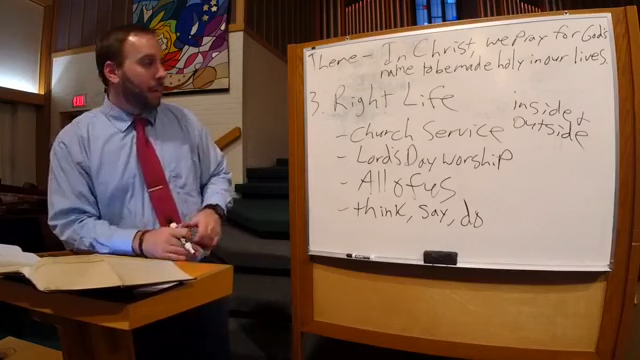 Theme - In Christ, we pray for God's
name to be made holy in our lives.
3. Right Life
inside &
outside
- Church Service
- Lord's Day worship
- All of us
- think, say, do
EXIT